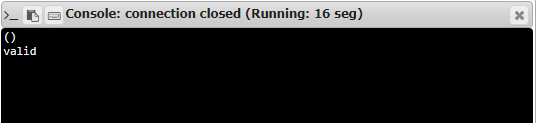 Console: connection closed (Running: 16 seg)
()
valid